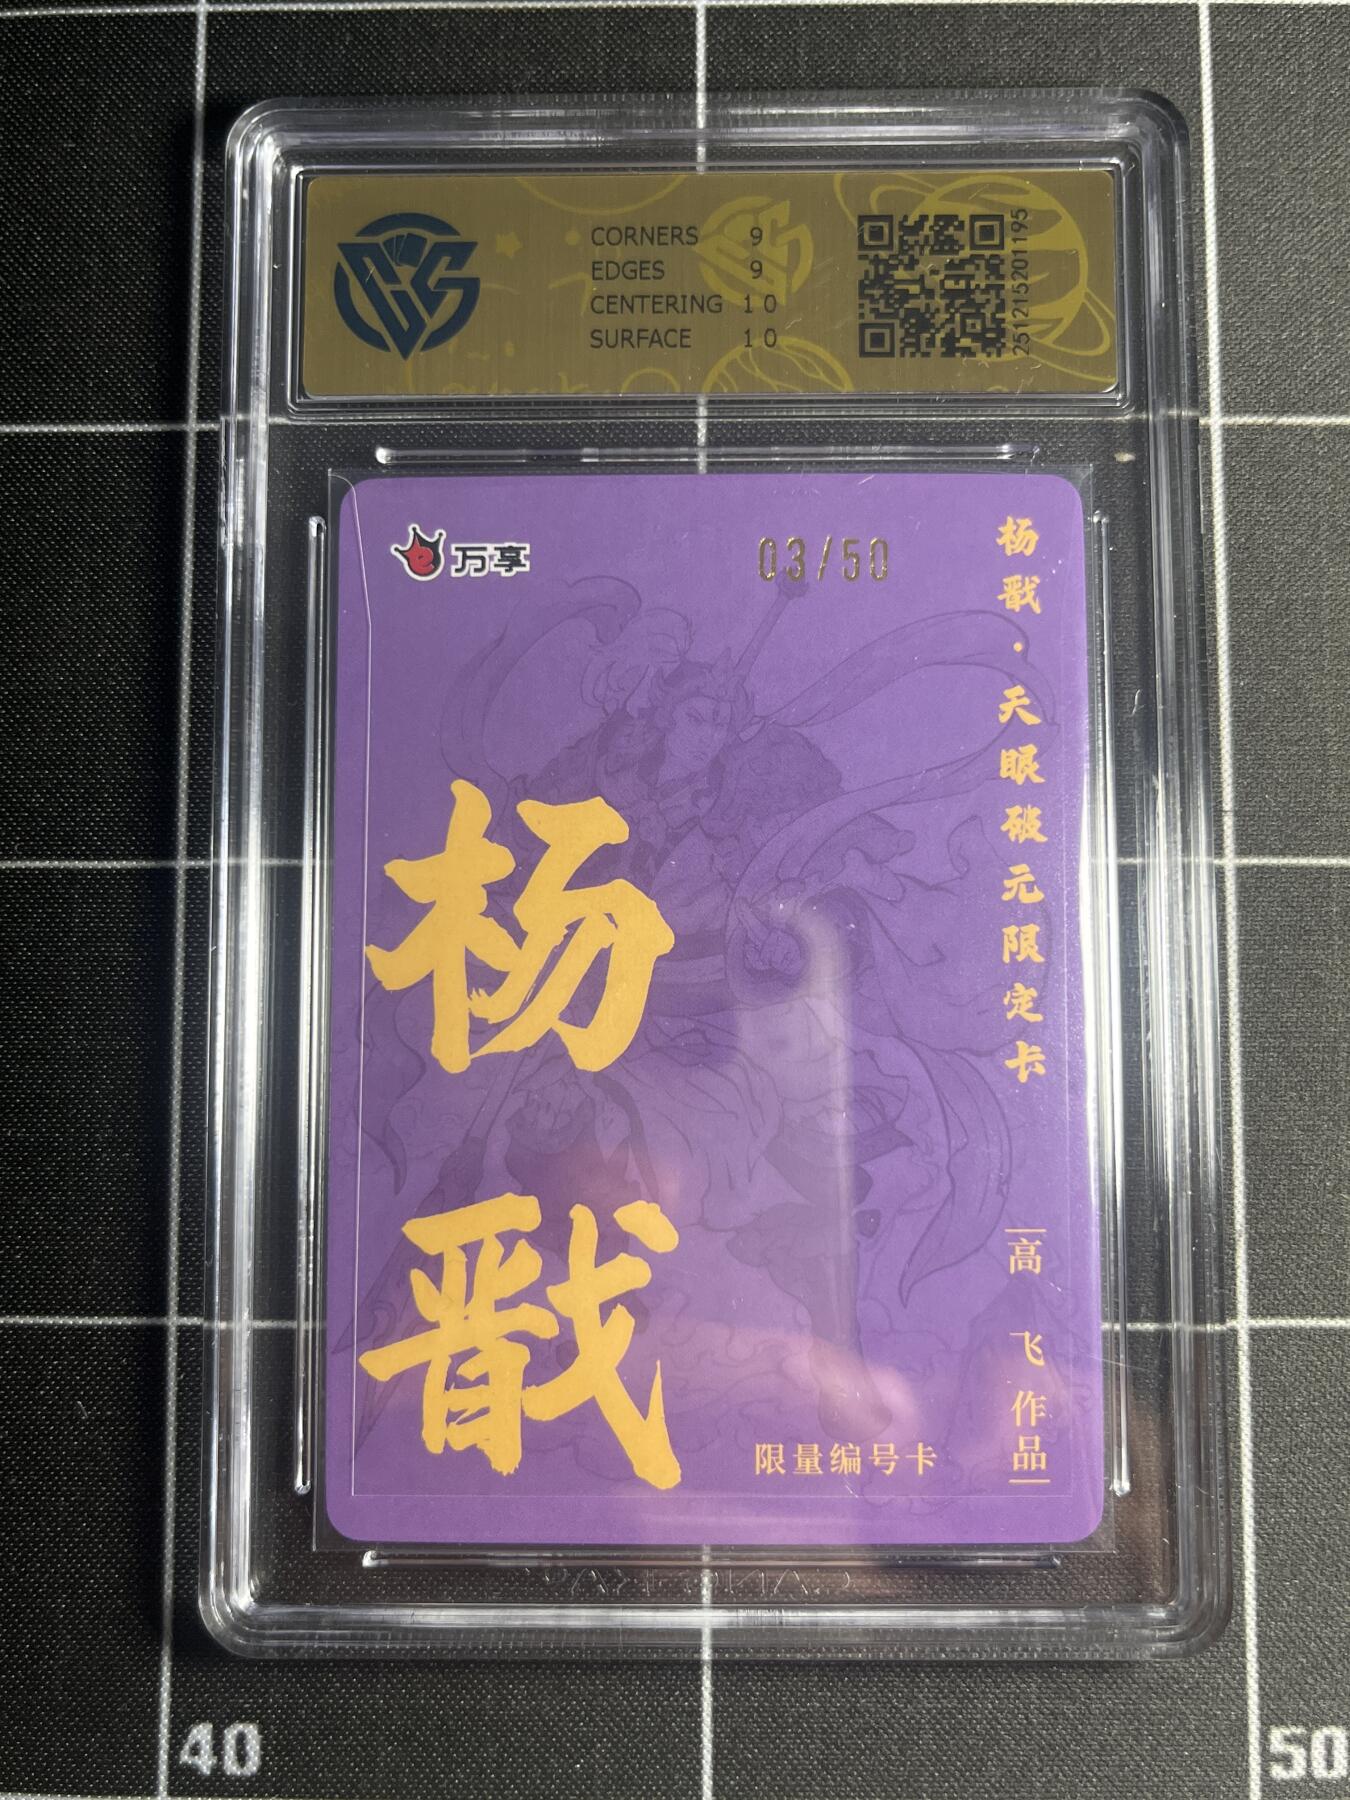 CORNERS 9
EDGES 9
CENTERING 10
SURFACE 10
251215201195
万享
03/50
杨戬·天眼破元限定卡
杨戬
高飞作品
限量编号卡
40
50